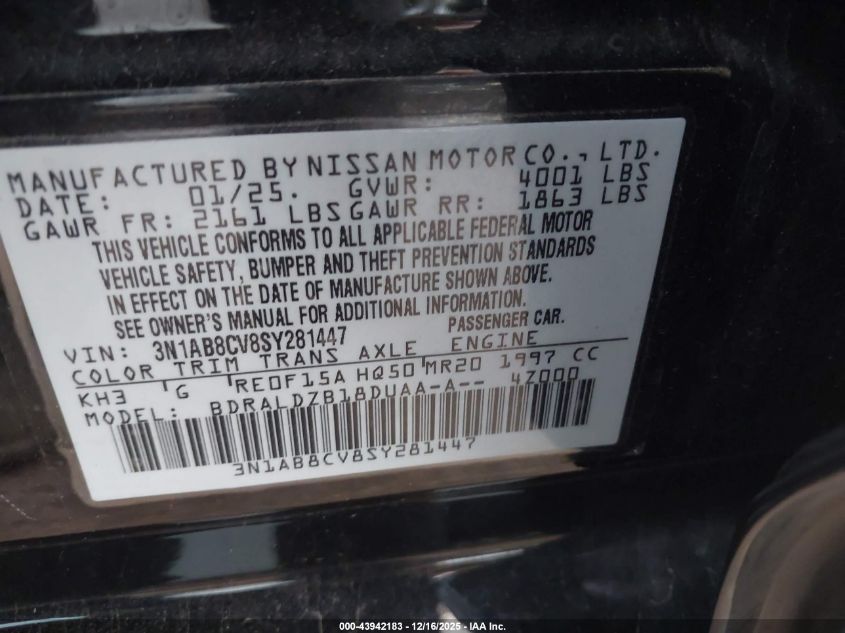 MANUFACTURED BY NISSAN MOTOR CO., LTD.
DATE: 01/25. GVWR: 4001 LBS
GAWR FR: 2161 LBS GAWR RR: 1863 LBS
THIS VEHICLE CONFORMS TO ALL APPLICABLE FEDERAL MOTOR
VEHICLE SAFETY, BUMPER AND THEFT PREVENTION STANDARDS
IN EFFECT ON THE DATE OF MANUFACTURE SHOWN ABOVE.
SEE OWNER'S MANUAL FOR ADDITIONAL INFORMATION.
VIN: 3N1AB8CV8SY281447 PASSENGER CAR.
COLOR TRIM TRANS AXLE ENGINE
KH3 G RE0F15A HQ50 MR20 1997 CC
MODEL: BDRALDZB18DUAA-A-- 4Z000
3N1AB8CV8SY281447
000-43942183 - 12/16/2025 - IAA Inc.